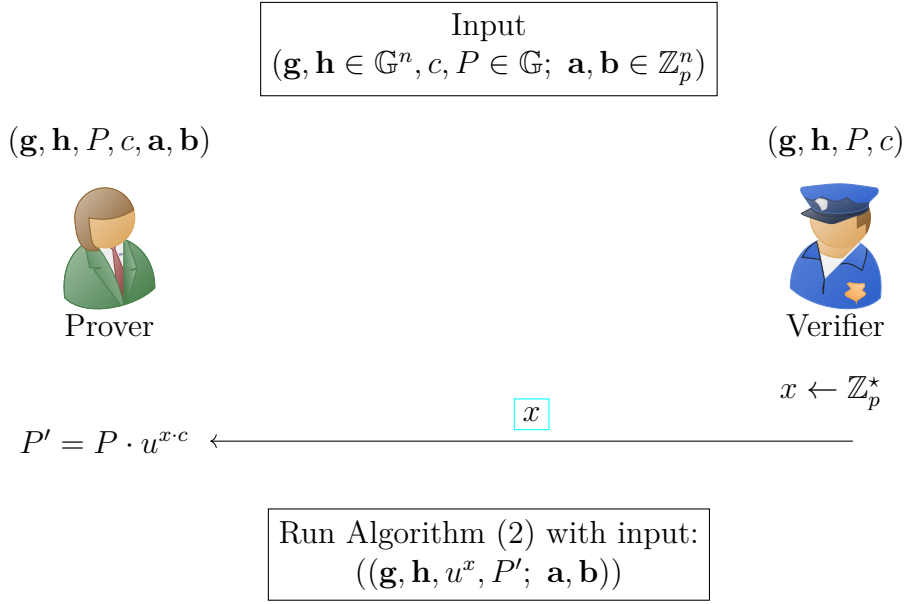 Input
(𝐠, 𝐡 ∈ 𝔾ⁿ, c, P ∈ 𝔾; 𝐚, 𝐛 ∈ ℤₚⁿ)
(𝐠, 𝐡, P, c, 𝐚, 𝐛)
(𝐠, 𝐡, P, c)
Prover
Verifier
x ← ℤₚ⋆
x
P′ = P · u^{x·c}
Run Algorithm (2) with input:
((𝐠, 𝐡, uˣ, P′; 𝐚, 𝐛))